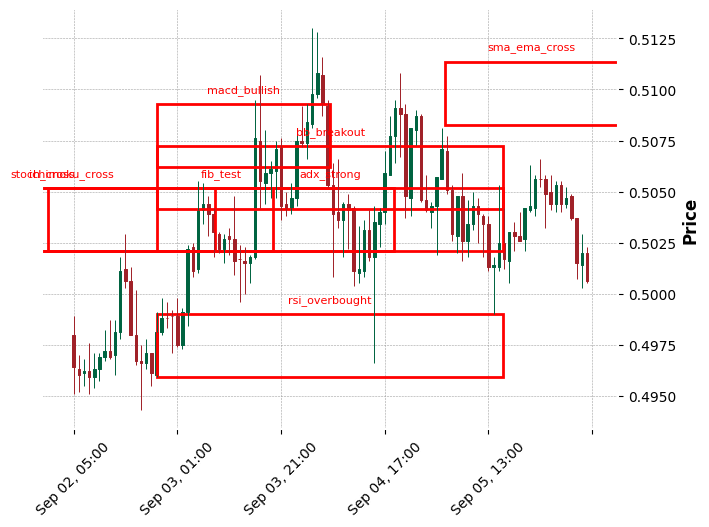 sma_ema_cross
macd_bullish
bb_breakout
fib_test
adx_strong
rsi_overbought
0.5125
0.5100
0.5075
0.5050
0.5025
0.5000
0.4975
0.4950
Price
Sep 02, 05:00
Sep 03, 01:00
Sep 03, 21:00
Sep 04, 17:00
Sep 05, 13:00